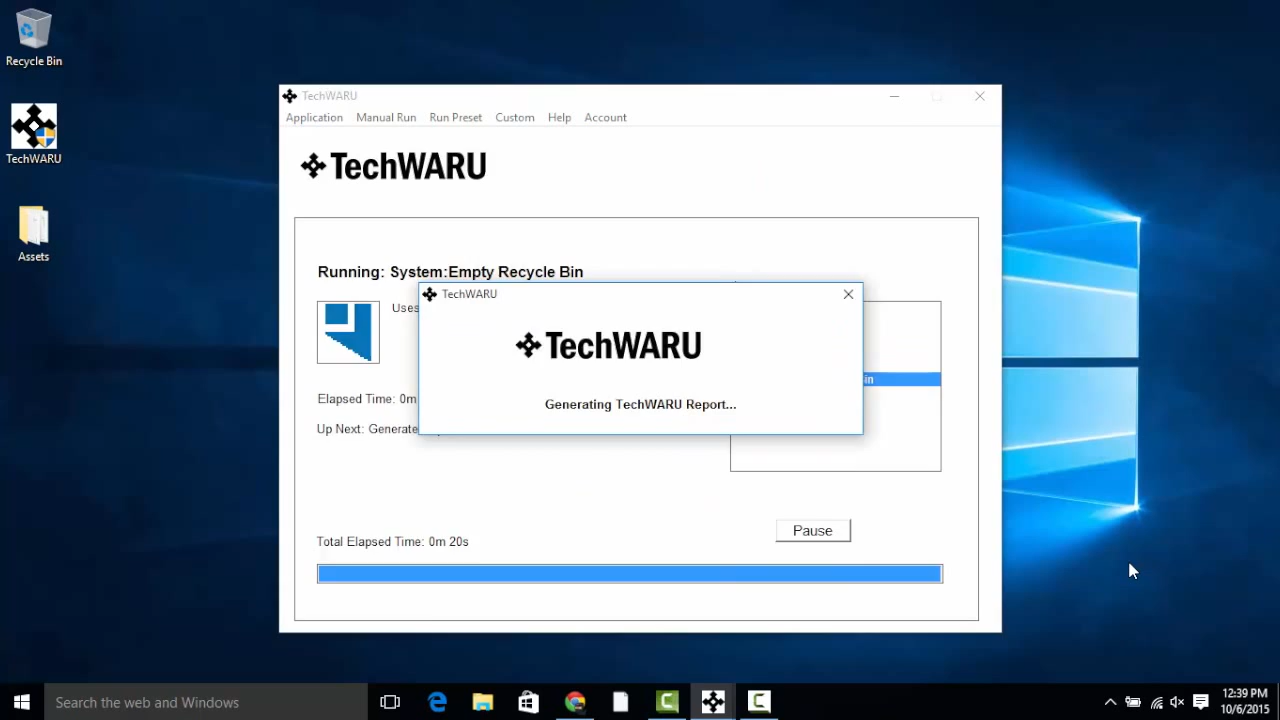 Recycle Bin
TechWARU
Assets
TechWARU
Application Manual Run Run Preset Custom Help Account
TechWARU
Running: System:Empty Recycle Bin
Uses
Elapsed Time: 0m
Up Next: Generate
in
TechWARU
TechWARU
Generating TechWARU Report...
Pause
Total Elapsed Time: 0m 20s
Search the web and Windows
12:39 PM
10/6/2015